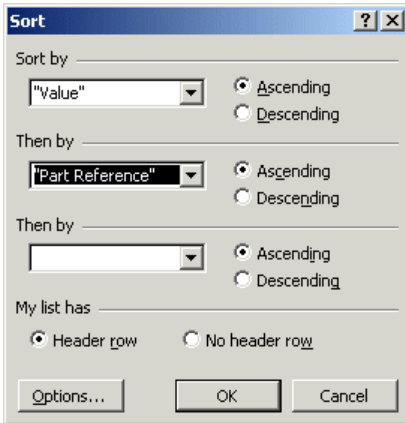 Sort
Sort by
"Value"
Ascending
Descending
Then by
"Part Reference"
Ascending
Descending
Then by
Ascending
Descending
My list has
Header row
No header row
Options...
OK
Cancel